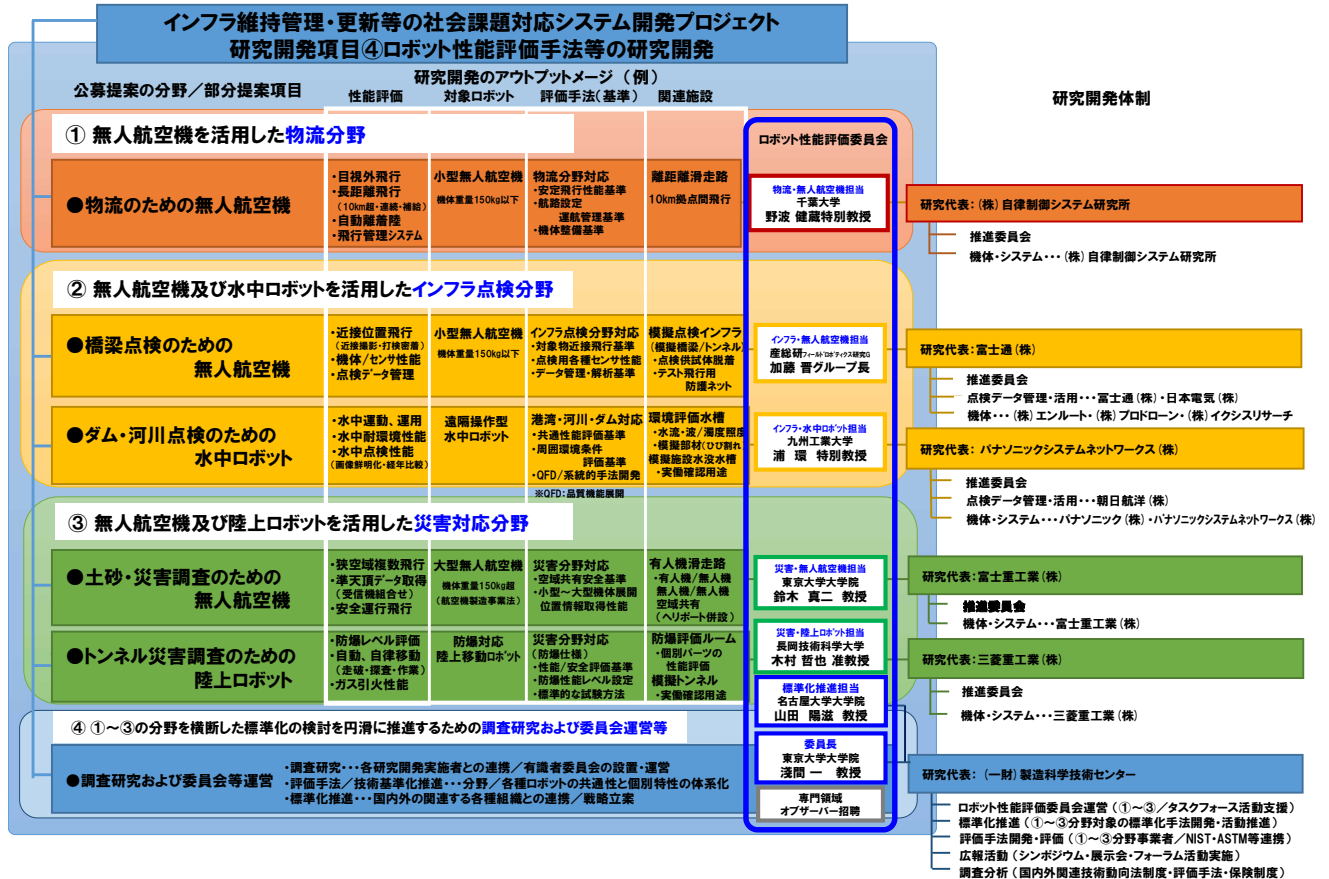 インフラ維持管理・更新等の社会課題対応システム開発プロジェクト
研究開発項目④ロボット性能評価手法等の研究開発
公募提案の分野／部分提案項目
研究開発のアウトプットメージ（例）
性能評価
対象ロボット
評価手法（基準）
関連施設
研究開発体制
ロボット性能評価委員会
① 無人航空機を活用した物流分野
●物流のための無人航空機
・目視外飛行
・長距離飛行
（10km超・連続・補給）
・自動離着陸
・飛行管理システム
小型無人航空機
機体重量150kg以下
物流分野対応
・安定飛行性能基準
・航路設定
運航管理基準
・機体整備基準
離距離滑走路
10km拠点間飛行
物流・無人航空機担当
千葉大学
野波 健蔵特別教授
研究代表：（株）自律制御システム研究所
推進委員会
機体・システム・・・（株）自律制御システム研究所
② 無人航空機及び水中ロボットを活用したインフラ点検分野
●橋梁点検のための
無人航空機
・近接位置飛行
（近接撮影・打検密着）
・機体/センサ性能
・点検データ管理
小型無人航空機
機体重量150kg以下
インフラ点検分野対応
・対象物近接飛行基準
・点検用各種センサ性能
・データ管理・解析基準
模擬点検インフラ
（模擬橋梁/トンネル）
・点検供試体脱着
・テスト飛行用
防護ネット
インフラ・無人航空機担当
産総研フィールドロボティクス研究G
加藤 晋グループ長
研究代表：富士通（株）
推進委員会
点検データ管理・活用・・・富士通（株）・日本電気（株）
機体・・・（株）エンルート・（株）プロドローン・（株）イクシスリサーチ
●ダム・河川点検のための
水中ロボット
・水中運動、運用
・水中耐環境性能
・水中点検性能
（画像鮮明化・経年比較）
遠隔操作型
水中ロボット
港湾・河川・ダム対応
・共通性能評価基準
・周囲環境条件
評価基準
・QFD/系統的手法開発
※QFD：品質機能展開
環境評価水槽
・水流・波/濁度照度
・模擬部材（ひび割れ
模擬施設水没水槽
・実働確認用途
インフラ・水中ロボット担当
九州工業大学
浦 環 特別教授
研究代表： パナソニックシステムネットワークス（株）
推進委員会
点検データ管理・活用・・・朝日航洋（株）
機体・システム・・・パナソニック（株）・パナソニックシステムネットワークス（株）
③ 無人航空機及び陸上ロボットを活用した災害対応分野
●土砂・災害調査のための
無人航空機
・狭空域複数飛行
・準天頂データ取得
（受信機組合せ）
・安全運行飛行
大型無人航空機
機体重量150kg超
（航空機製造事業法）
災害分野対応
・空域共有安全基準
・小型～大型機体展開
位置情報取得性能
有人機滑走路
・有人機/無人機
無人機/無人機
空域共有
（ヘリポート併設）
災害・無人航空機担当
東京大学大学院
鈴木 真二 教授
研究代表：富士重工業（株）
推進委員会
機体・システム・・・富士重工業（株）
●トンネル災害調査のための
陸上ロボット
・防爆レベル評価
・自動、自律移動
（走破・探査・作業）
・ガス引火性能
防爆対応
陸上移動ロボット
災害分野対応
（防爆仕様）
・性能/安全評価基準
・防爆性能レベル設定
・標準的な試験方法
防爆評価ルーム
・個別パーツの
性能評価
模擬トンネル
・実働確認用途
災害・陸上ロボット担当
長岡技術科学大学
木村 哲也 准教授
研究代表：三菱重工業（株）
推進委員会
機体・システム・・・三菱重工業（株）
標準化推進担当
名古屋大学大学院
山田 陽滋 教授
④ ①～③の分野を横断した標準化の検討を円滑に推進するための調査研究および委員会運営等
●調査研究および委員会等運営
・調査研究・・・各研究開発実施者との連携／有識者委員会の設置・運営
・評価手法／技術基準化推進・・・分野／各種ロボットの共通性と個別特性の体系化
・標準化推進・・・国内外の関連する各種組織との連携／戦略立案
委員長
東京大学大学院
淺間 一 教授
専門領域
オブザーバー招聘
研究代表：（一財）製造科学技術センター
ロボット性能評価委員会運営（①～③／タスクフォース活動支援）
標準化推進（①～③分野対象の標準化手法開発・活動推進）
評価手法開発・評価（①～③分野事業者／NIST・ASTM等連携）
広報活動（シンポジウム・展示会・フォーラム活動実施）
調査分析（国内外関連技術動向法制度・評価手法・保険制度）